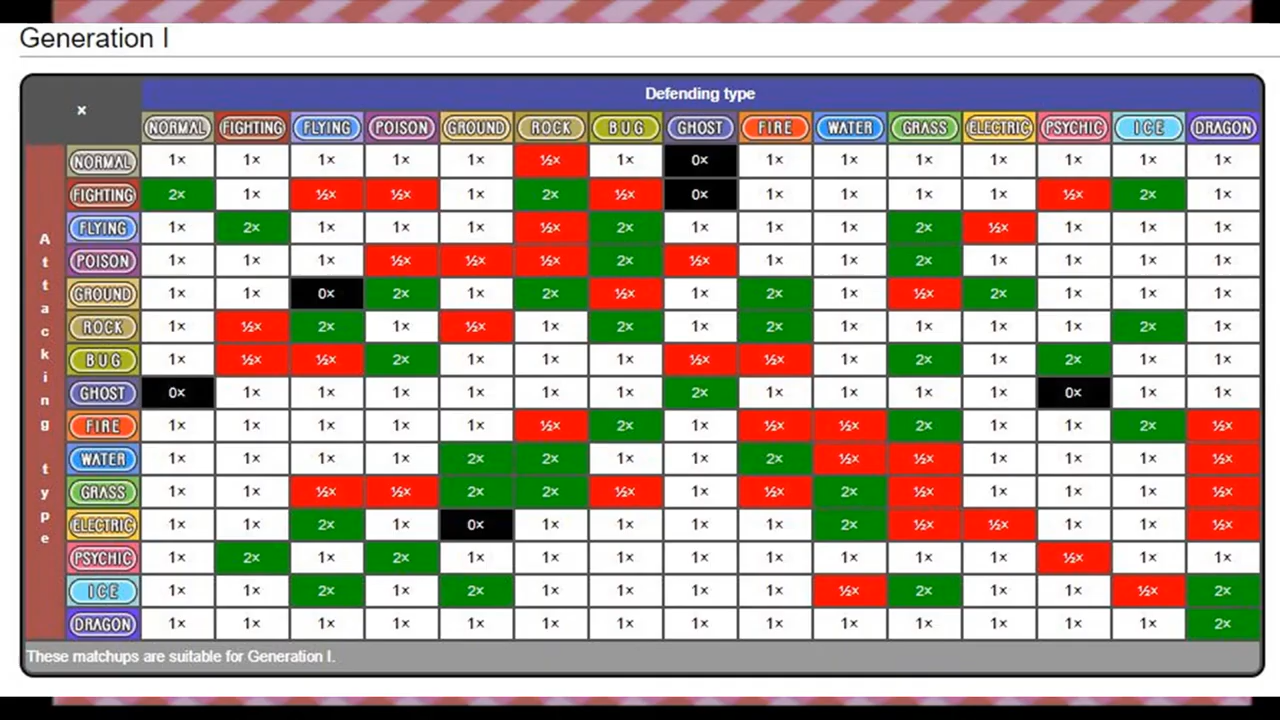 Generation I
× Defending type
NORMAL FIGHTING FLYING POISON GROUND ROCK BUG GHOST FIRE WATER GRASS ELECTRIC PSYCHIC ICE DRAGON
Attacking type
NORMAL 1× 1× 1× 1× 1× ½× 1× 0× 1× 1× 1× 1× 1× 1× 1×
FIGHTING 2× 1× ½× ½× 1× 2× ½× 0× 1× 1× 1× 1× ½× 2× 1×
FLYING 1× 2× 1× 1× 1× ½× 2× 1× 1× 1× 2× ½× 1× 1× 1×
POISON 1× 1× 1× ½× ½× ½× 2× ½× 1× 1× 2× 1× 1× 1× 1×
GROUND 1× 1× 0× 2× 1× 2× ½× 1× 2× 1× ½× 2× 1× 1× 1×
ROCK 1× ½× 2× 1× ½× 1× 2× 1× 2× 1× 1× 1× 1× 2× 1×
BUG 1× ½× ½× 2× 1× 1× 1× ½× ½× 1× 2× 1× 2× 1× 1×
GHOST 0× 1× 1× 1× 1× 1× 1× 2× 1× 1× 1× 1× 0× 1× 1×
FIRE 1× 1× 1× 1× 1× ½× 2× 1× ½× ½× 2× 1× 1× 2× ½×
WATER 1× 1× 1× 1× 2× 2× 1× 1× 2× ½× ½× 1× 1× 1× ½×
GRASS 1× 1× ½× ½× 2× 2× ½× 1× ½× 2× ½× 1× 1× 1× ½×
ELECTRIC 1× 1× 2× 1× 0× 1× 1× 1× 1× 2× ½× ½× 1× 1× ½×
PSYCHIC 1× 2× 1× 2× 1× 1× 1× 1× 1× 1× 1× 1× ½× 1× 1×
ICE 1× 1× 2× 1× 2× 1× 1× 1× 1× ½× 2× 1× 1× ½× 2×
DRAGON 1× 1× 1× 1× 1× 1× 1× 1× 1× 1× 1× 1× 1× 1× 2×
These matchups are suitable for Generation I.